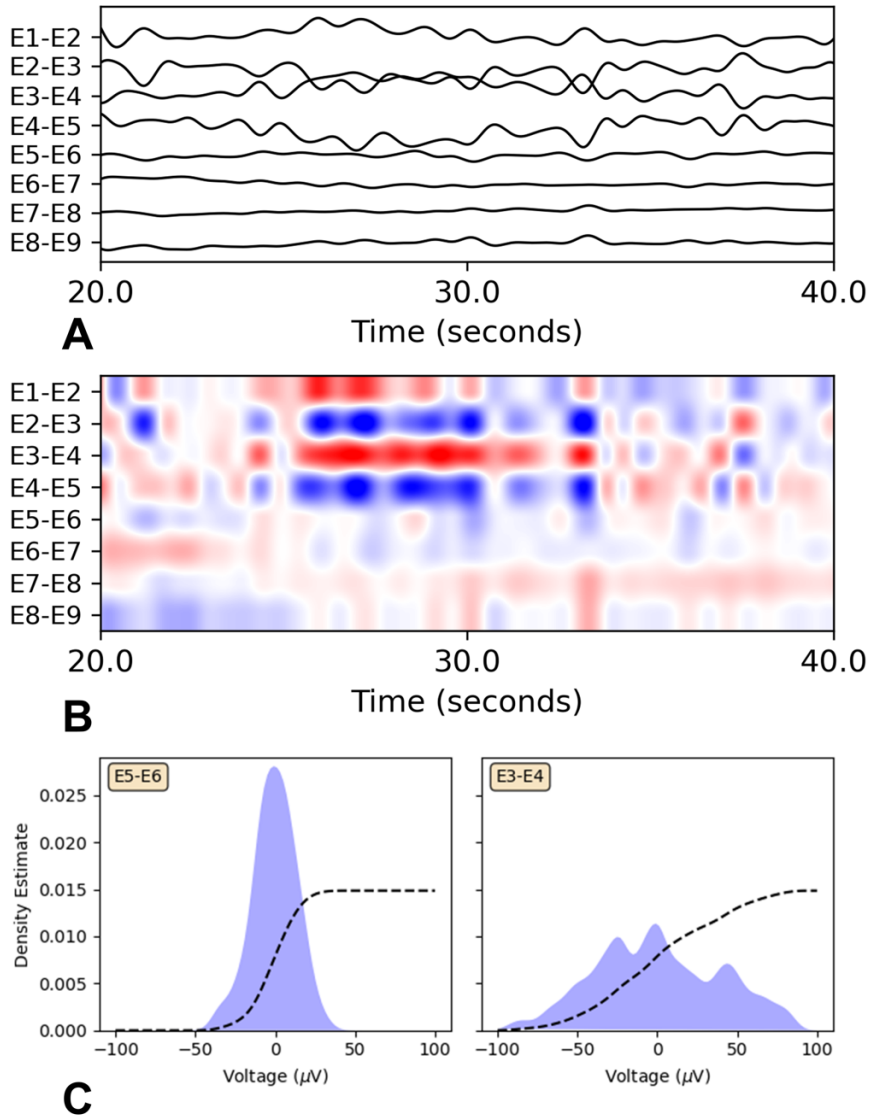 E1-E2
E2-E3
E3-E4
E4-E5
E5-E6
E6-E7
E7-E8
E8-E9
20.0 30.0 40.0
Time (seconds)
A
E1-E2
E2-E3
E3-E4
E4-E5
E5-E6
E6-E7
E7-E8
E8-E9
20.0 30.0 40.0
Time (seconds)
B
E5-E6 E3-E4
Density Estimate
0.025
0.020
0.015
0.010
0.005
0.000
−100 −50 0 50 100 −100 −50 0 50 100
Voltage (μV) Voltage (μV)
C